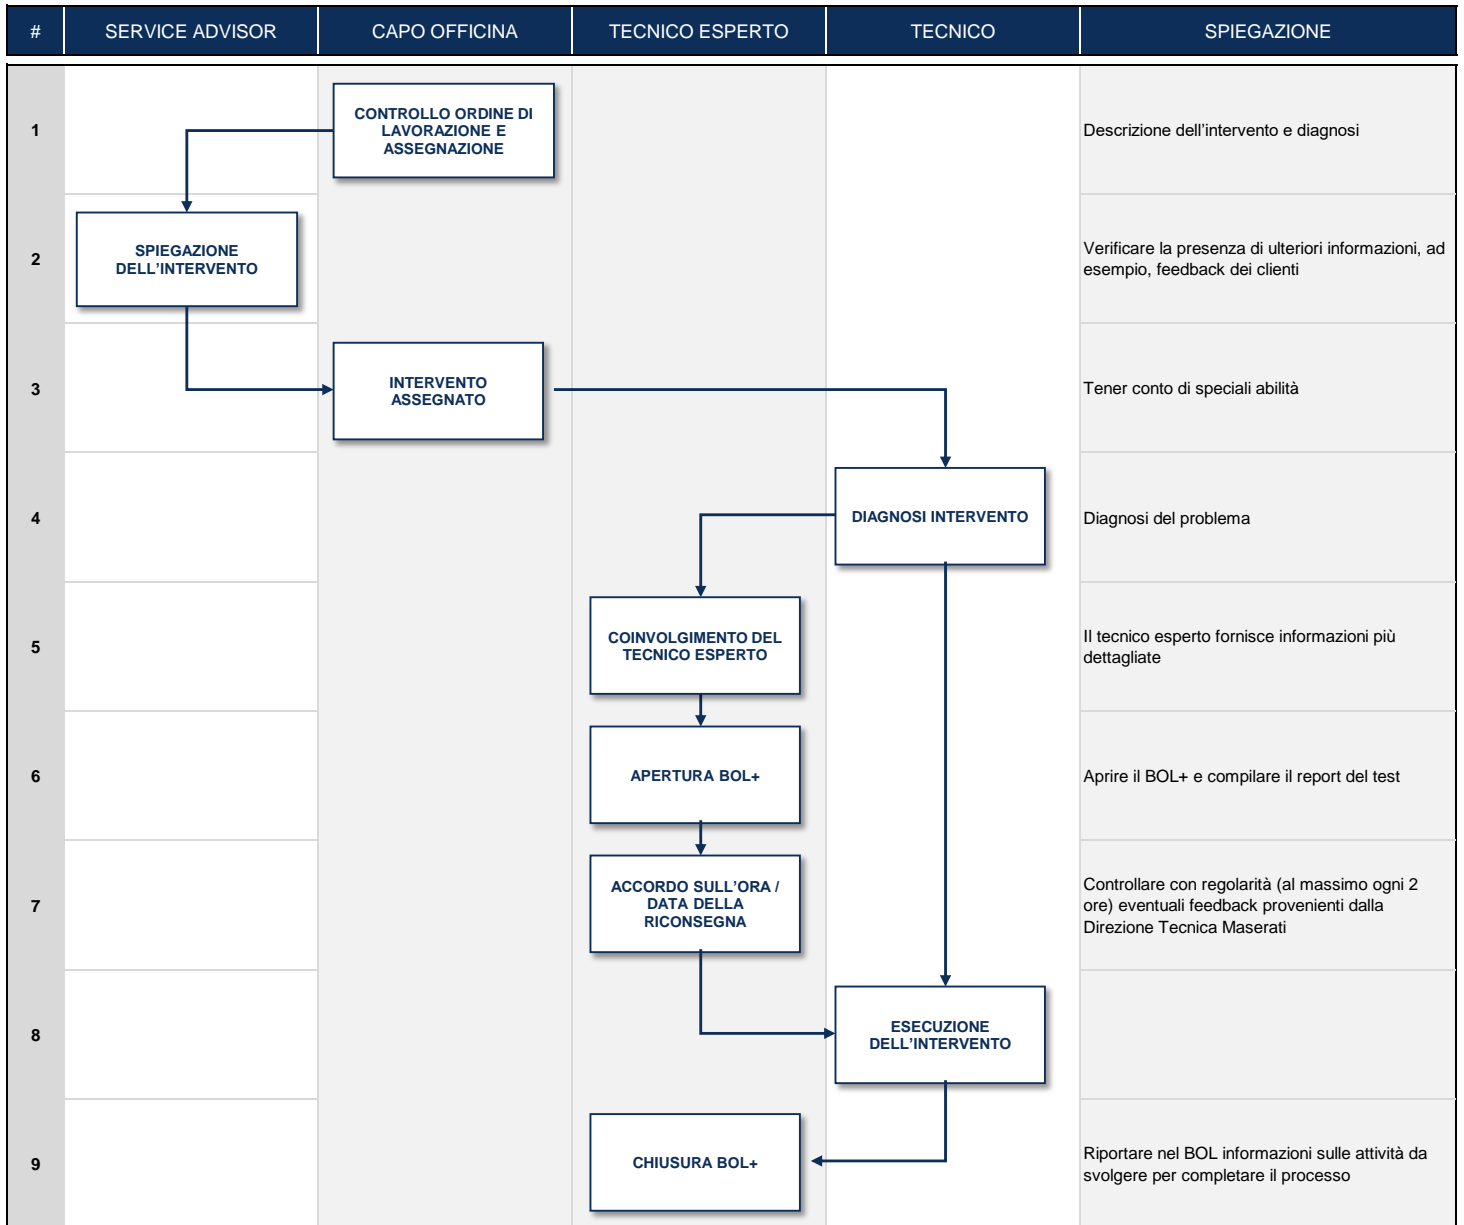 # SERVICE ADVISOR CAPO OFFICINA TECNICO ESPERTO TECNICO SPIEGAZIONE
1
CONTROLLO ORDINE DI
LAVORAZIONE E
ASSEGNAZIONE
Descrizione dell'intervento e diagnosi
2
SPIEGAZIONE
DELL'INTERVENTO
Verificare la presenza di ulteriori informazioni, ad
esempio, feedback dei clienti
3
INTERVENTO
ASSEGNATO
Tener conto di speciali abilità
4
DIAGNOSI INTERVENTO
Diagnosi del problema
5
COINVOLGIMENTO DEL
TECNICO ESPERTO
Il tecnico esperto fornisce informazioni più
dettagliate
6
APERTURA BOL+
Aprire il BOL+ e compilare il report del test
7
ACCORDO SULL'ORA /
DATA DELLA
RICONSEGNA
Controllare con regolarità (al massimo ogni 2
ore) eventuali feedback provenienti dalla
Direzione Tecnica Maserati
8
ESECUZIONE
DELL'INTERVENTO
9
CHIUSURA BOL+
Riportare nel BOL informazioni sulle attività da
svolgere per completare il processo